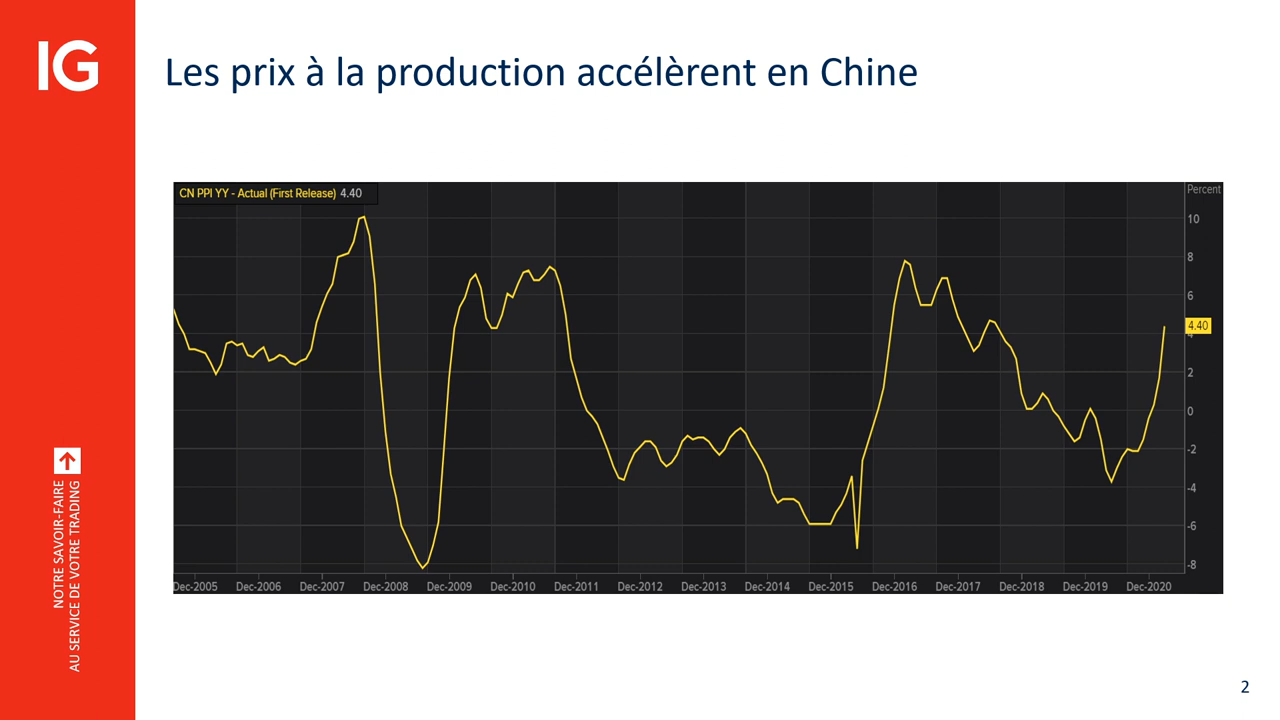 IG
Les prix à la production accélèrent en Chine
CN PPI YY - Actual (First Release) 4.40
Percent
10
8
6
4.40
4
2
0
-2
-4
-6
-8
Dec-2005 Dec-2006 Dec-2007 Dec-2008 Dec-2009 Dec-2010 Dec-2011 Dec-2012 Dec-2013 Dec-2014 Dec-2015 Dec-2016 Dec-2017 Dec-2018 Dec-2019 Dec-2020
NOTRE SAVOIR-FAIRE
AU SERVICE DE VOTRE TRADING
2